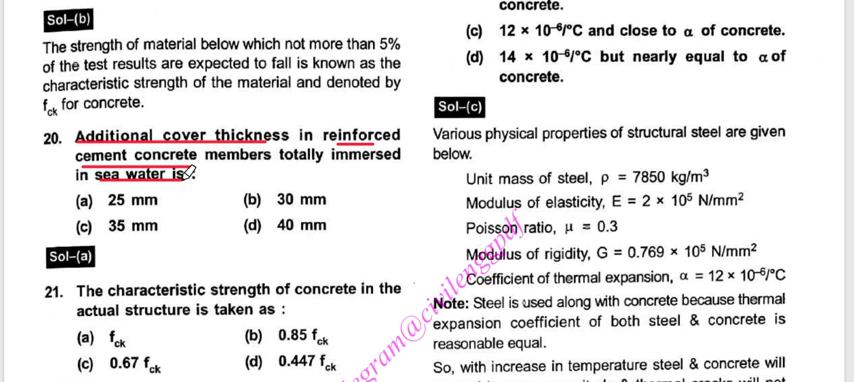 Sol–(b)
The strength of material below which not more than 5%
of the test results are expected to fall is known as the
characteristic strength of the material and denoted by
fck for concrete.
20. Additional cover thickness in reinforced
cement concrete members totally immersed
in sea water is :
(a) 25 mm (b) 30 mm
(c) 35 mm (d) 40 mm
Sol–(a)
21. The characteristic strength of concrete in the
actual structure is taken as :
(a) fck (b) 0.85 fck
(c) 0.67 fck (d) 0.447 fck
concrete.
(c) 12 × 10–6/°C and close to α of concrete.
(d) 14 × 10–6/°C but nearly equal to α of
concrete.
Sol–(c)
Various physical properties of structural steel are given
below.
Unit mass of steel, ρ = 7850 kg/m3
Modulus of elasticity, E = 2 × 105 N/mm2
Poisson ratio, μ = 0.3
Modulus of rigidity, G = 0.769 × 105 N/mm2
Coefficient of thermal expansion, α = 12 × 10–6/°C
Note: Steel is used along with concrete because thermal
expansion coefficient of both steel & concrete is
reasonable equal.
So, with increase in temperature steel & concrete will
gram@civilenggpdf